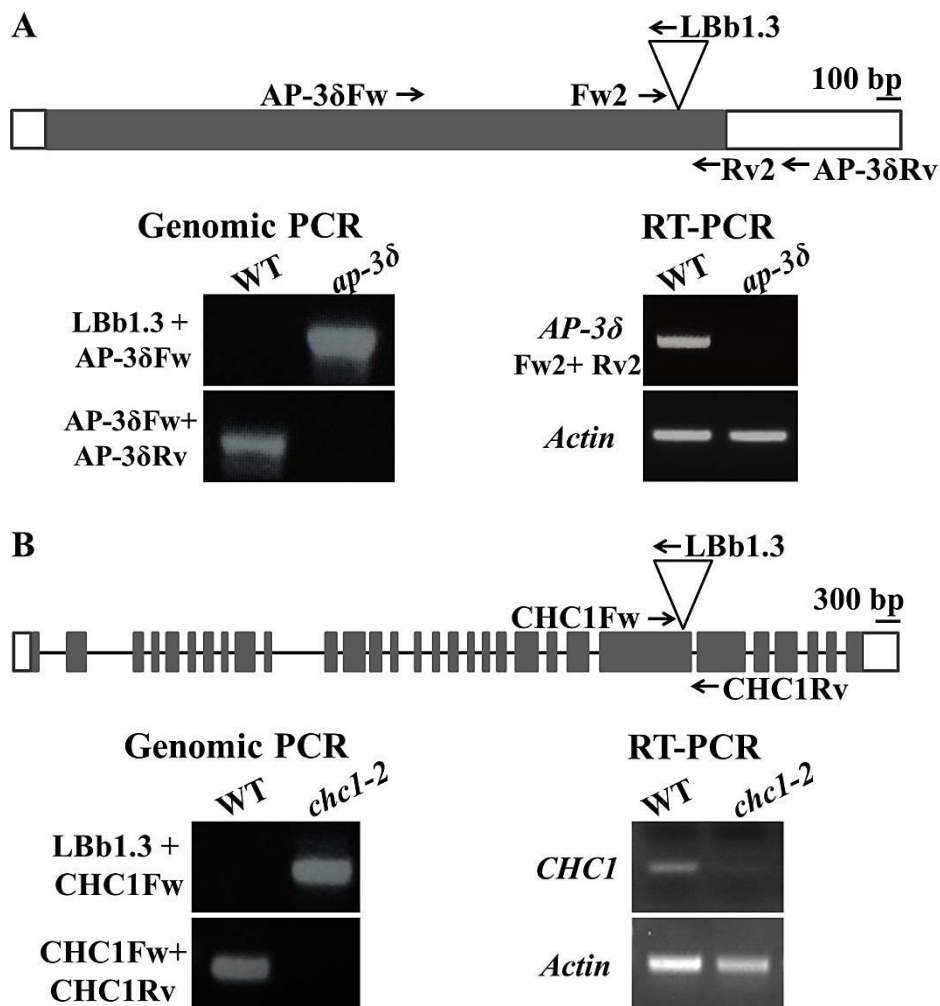 A
←LBb1.3
AP-3δFw →
Fw2 →
100 bp
←Rv2
←AP-3δRv
Genomic PCR
WT
ap-3δ
LBb1.3 +
AP-3δFw
AP-3δFw+
AP-3δRv
RT-PCR
WT
ap-3δ
AP-3δ
Fw2+ Rv2
Actin
B
←LBb1.3
CHC1Fw →
300 bp
←CHC1Rv
Genomic PCR
WT
chc1-2
LBb1.3 +
CHC1Fw
CHC1Fw+
CHC1Rv
RT-PCR
WT
chc1-2
CHC1
Actin